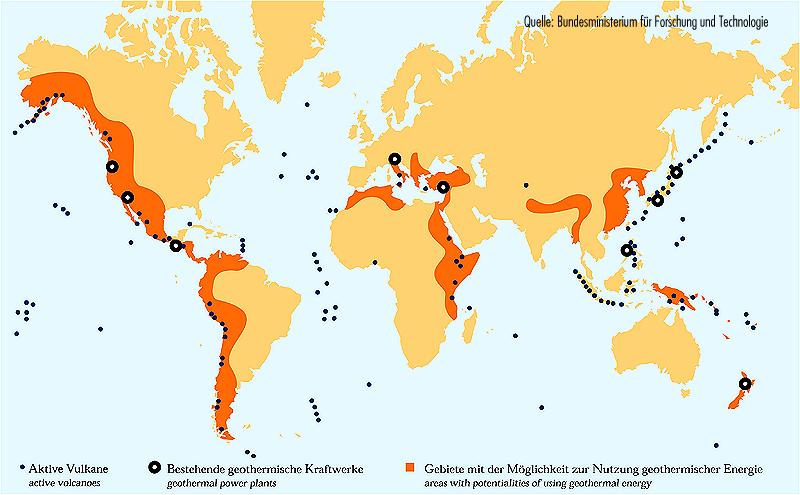 Quelle: Bundesministerium für Forschung und Technologie
Aktive Vulkane
active volcanoes
Bestehende geothermische Kraftwerke
geothermal power plants
Gebiete mit der Möglichkeit zur Nutzung geothermischer Energie
areas with potentialities of using geothermal energy